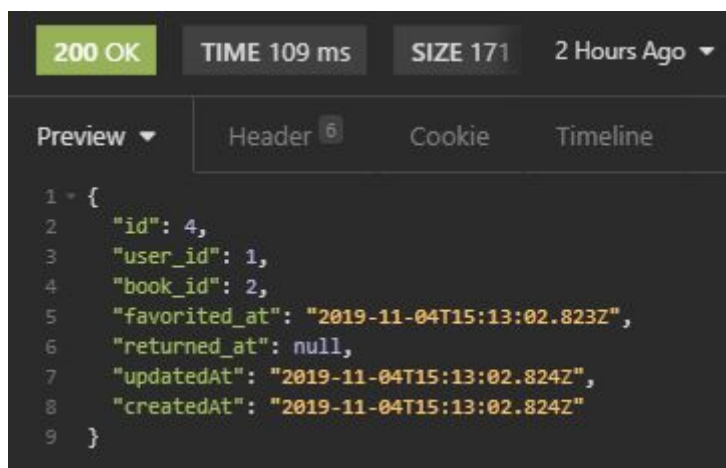 200 OK TIME 109 ms SIZE 171 2 Hours Ago
Preview Header 6 Cookie Timeline
1 {
2 "id": 4,
3 "user_id": 1,
4 "book_id": 2,
5 "favorited_at": "2019-11-04T15:13:02.823Z",
6 "returned_at": null,
7 "updatedAt": "2019-11-04T15:13:02.824Z",
8 "createdAt": "2019-11-04T15:13:02.824Z"
9 }